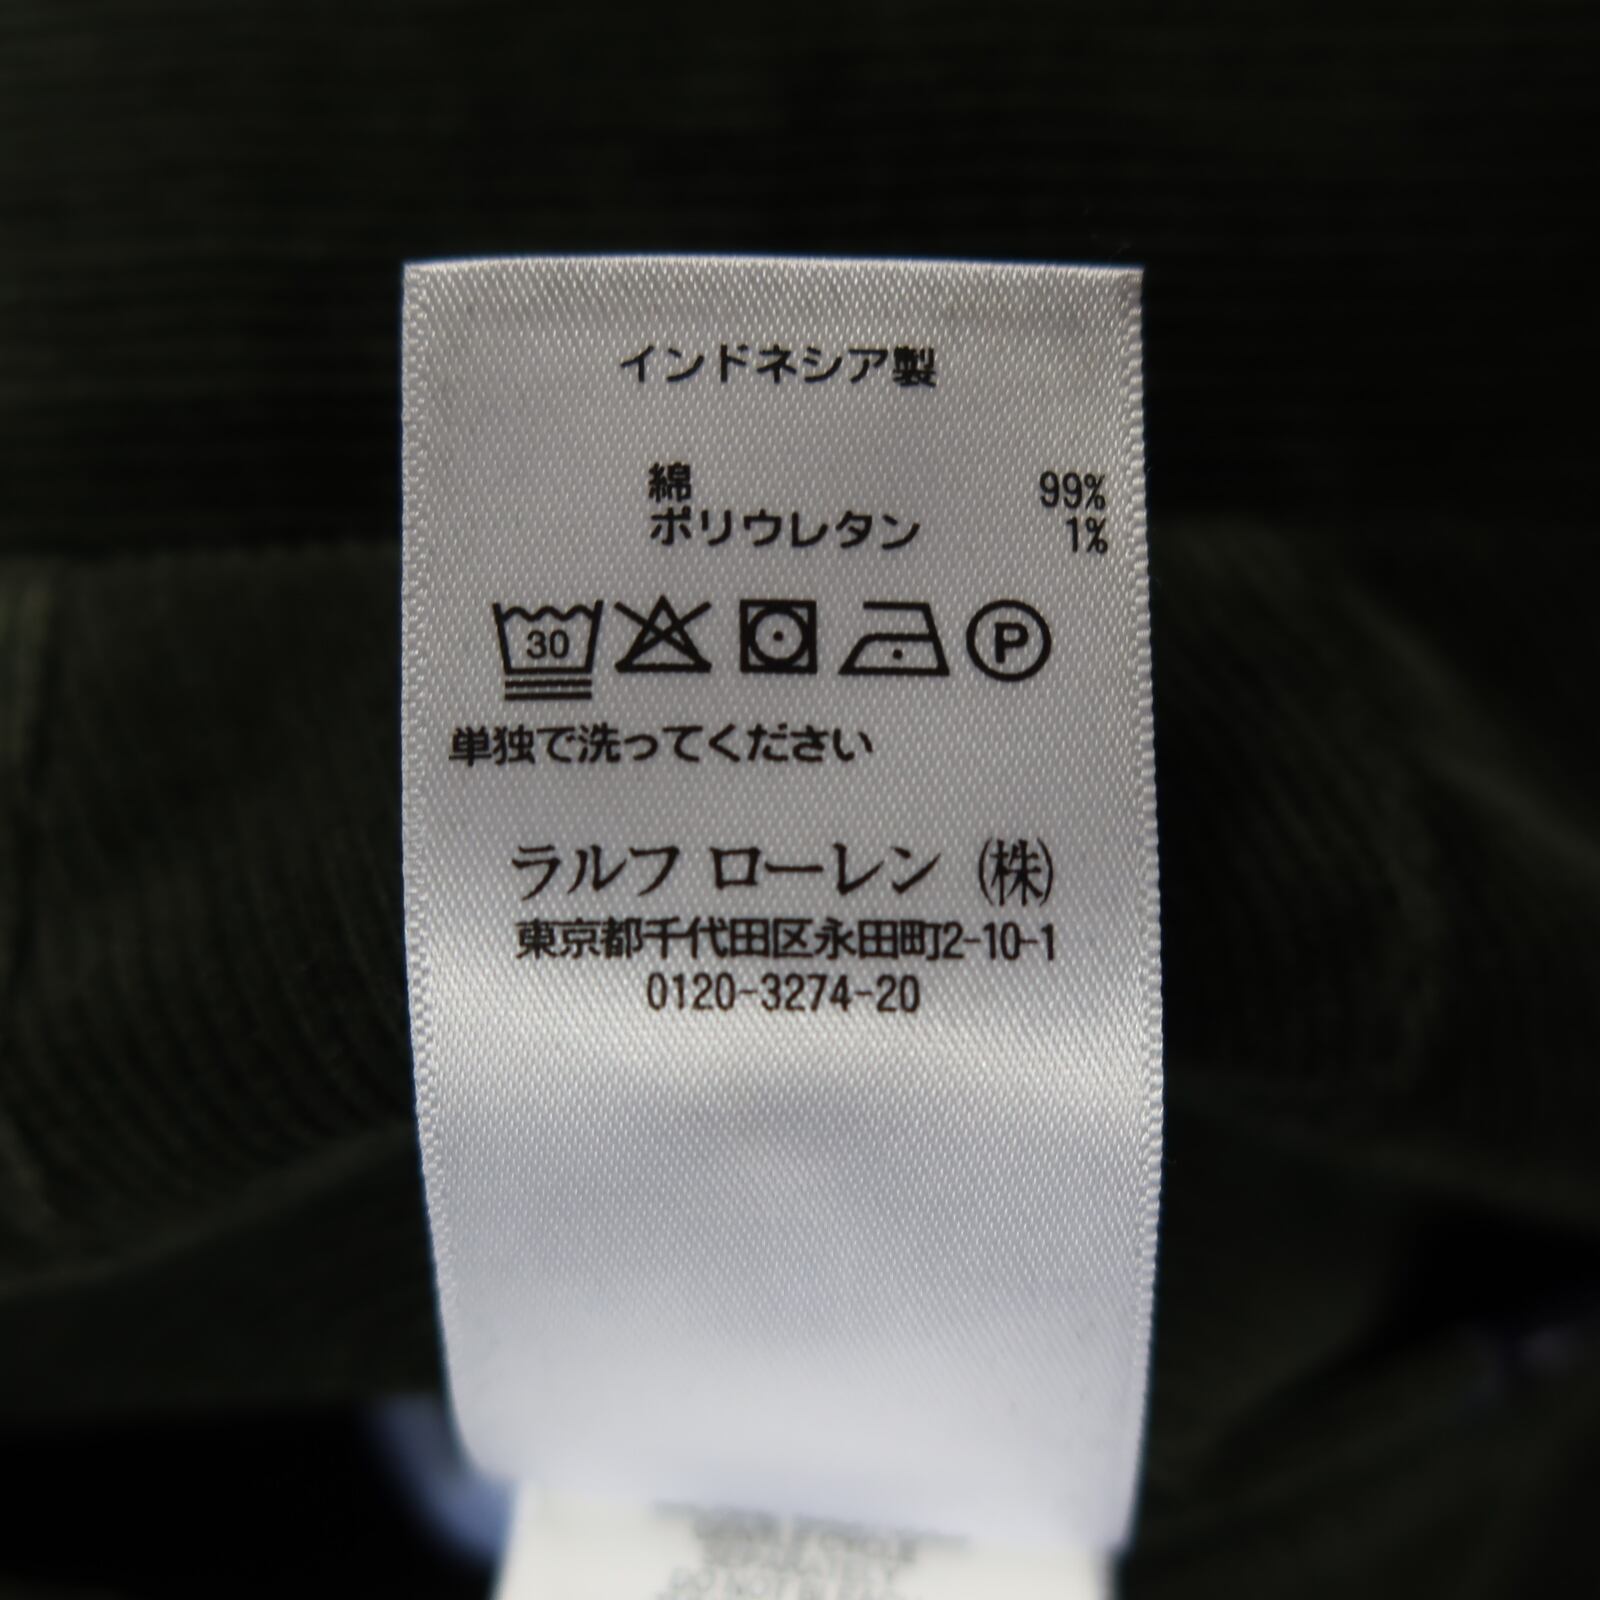 インドネシア製
綿 99%
ポリウレタン 1%
30 P
単独で洗ってください
ラルフ ローレン (株)
東京都千代田区永田町2-10-1
0120-3274-20
SEPARATELY